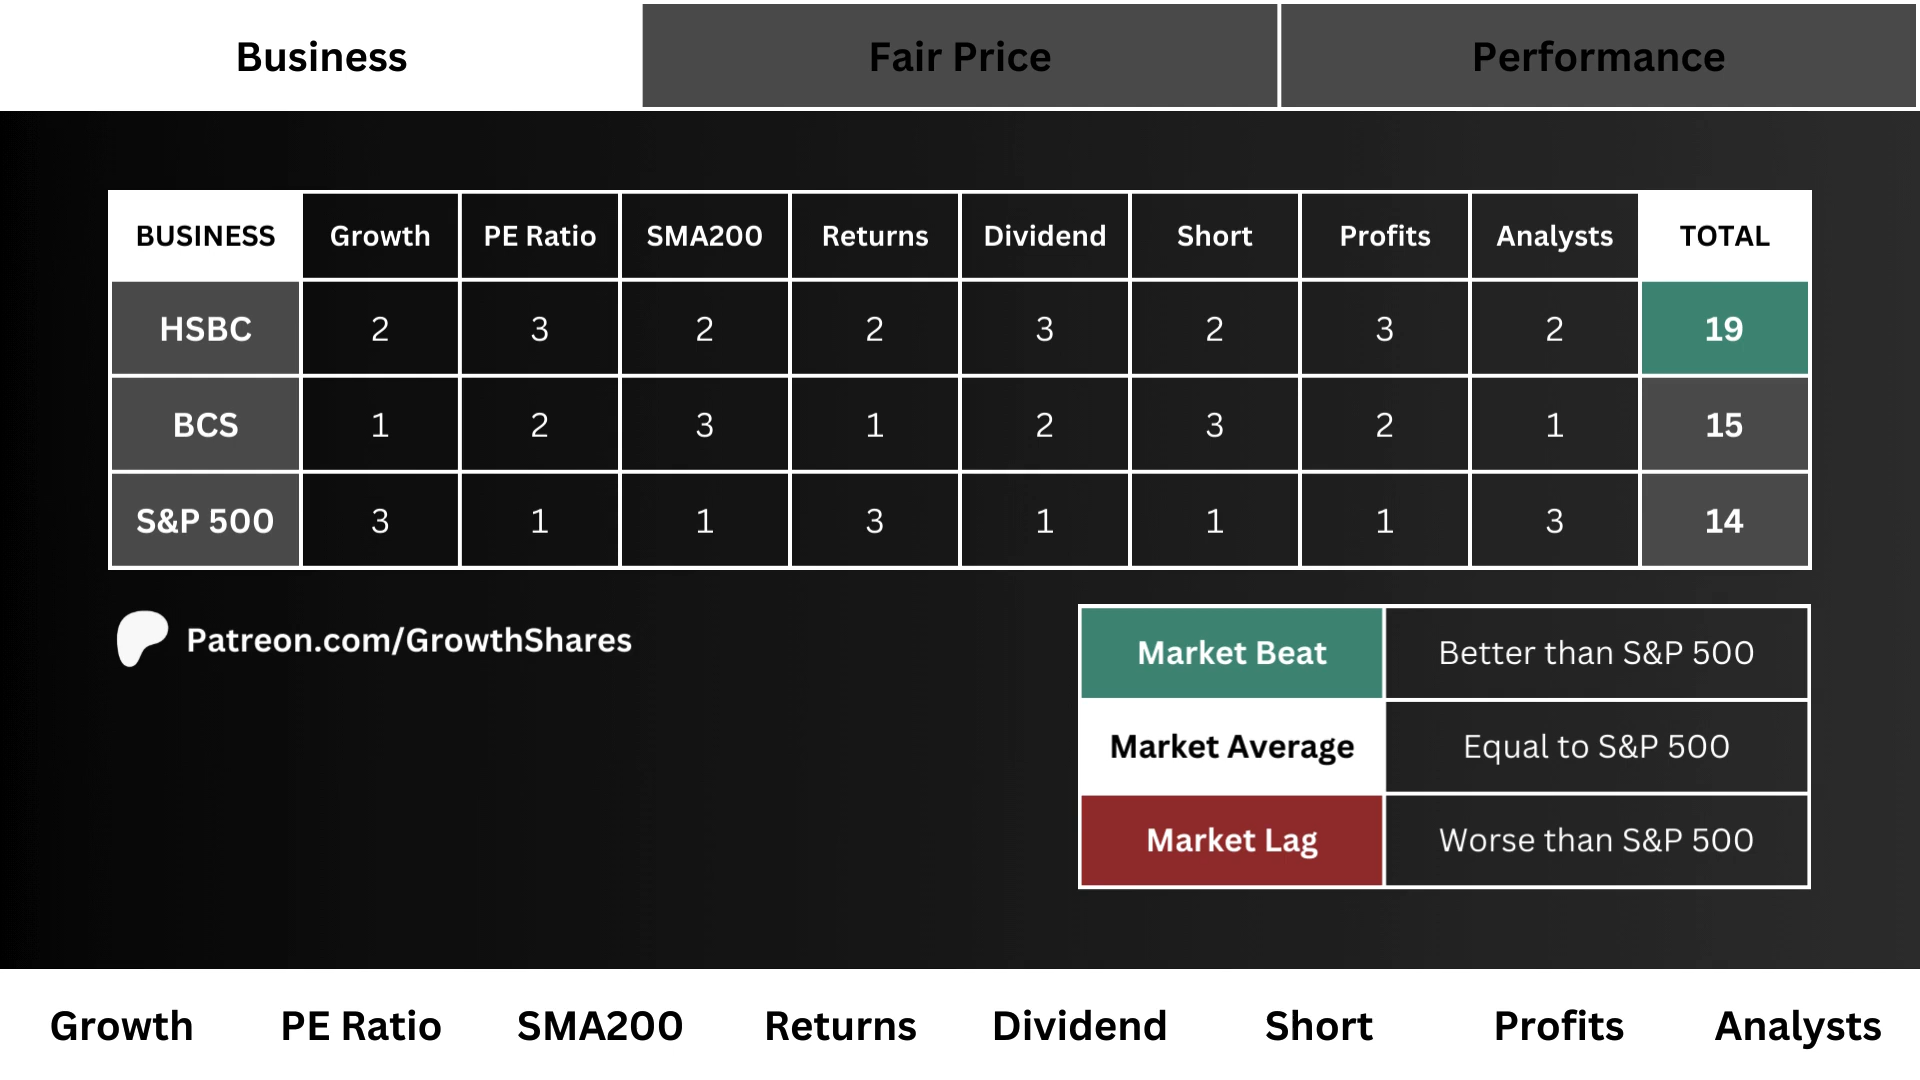 Business Fair Price Performance
BUSINESS Growth PE Ratio SMA200 Returns Dividend Short Profits Analysts TOTAL
HSBC 2 3 2 2 3 2 3 2 19
BCS 1 2 3 1 2 3 2 1 15
S&P 500 3 1 1 3 1 1 1 3 14
Patreon.com/GrowthShares
Market Beat Better than S&P 500
Market Average Equal to S&P 500
Market Lag Worse than S&P 500
Growth PE Ratio SMA200 Returns Dividend Short Profits Analysts